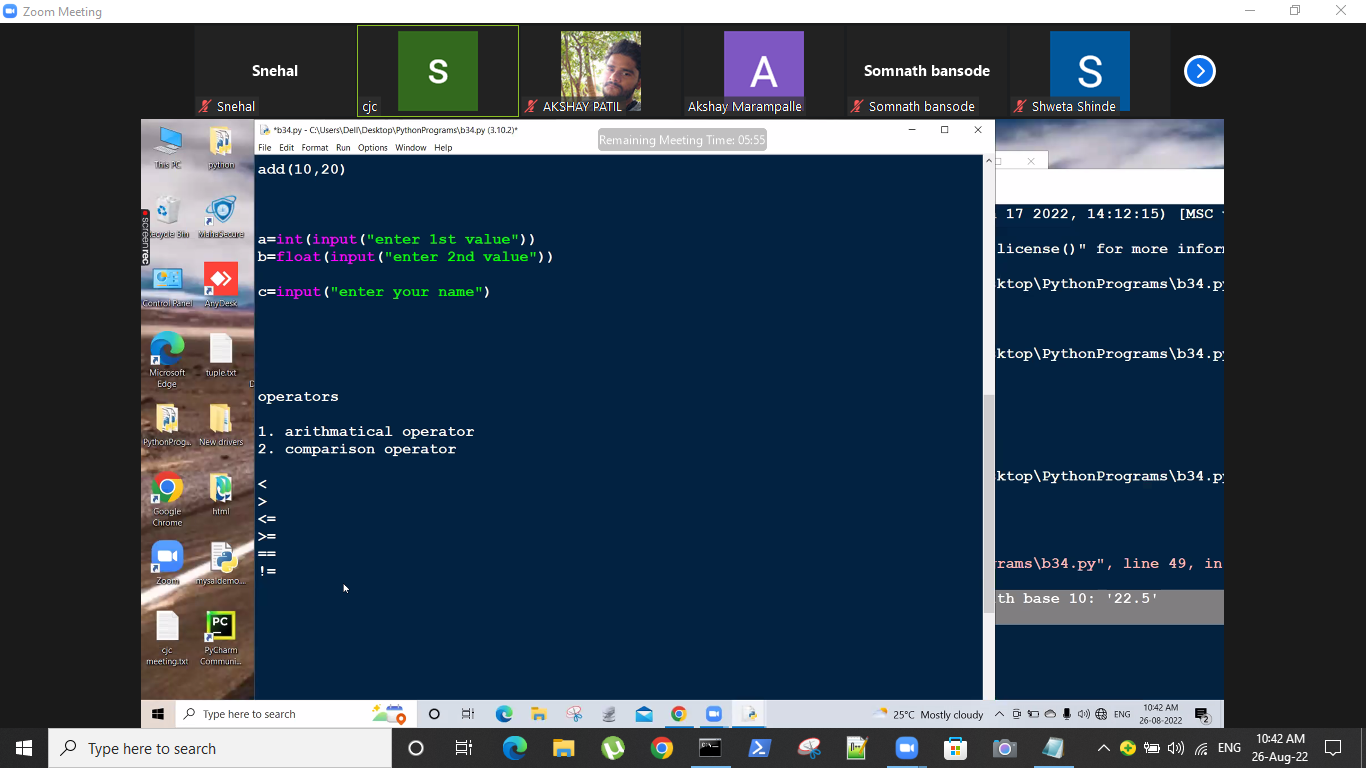 Zoom Meeting
Snehal
Snehal
S
cjc
AKSHAY PATIL
A
Akshay Marampalle
Somnath bansode
Somnath bansode
S
Shweta Shinde
*b34.py - C:\Users\Dell\Desktop\PythonPrograms\b34.py (3.10.2)*
Remaining Meeting Time: 05:55
File Edit Format Run Options Window Help
add(10,20)
a=int(input("enter 1st value"))
b=float(input("enter 2nd value"))
c=input("enter your name")
operators
1. arithmatical operator
2. comparison operator
<
>
<=
>=
==
!=
17 2022, 14:12:15) [MSC
license()" for more infor
ktop\PythonPrograms\b34.py
ktop\PythonPrograms\b34.py
ktop\PythonPrograms\b34.py
rams\b34.py", line 49, in
th base 10: '22.5'
This PC
python
screenrec
Recycle Bin
MahaSecure
Control Panel
AnyDesk
Microsoft
Edge
tuple.txt
PythonProg...
New drivers
Google
Chrome
html
Zoom
mysqldemo...
cjc
meeting.txt
PC
PyCharm
Communi...
Type here to search
25°C Mostly cloudy
ENG
10:42 AM
26-08-2022
2
Type here to search
ENG
10:42 AM
26-Aug-22